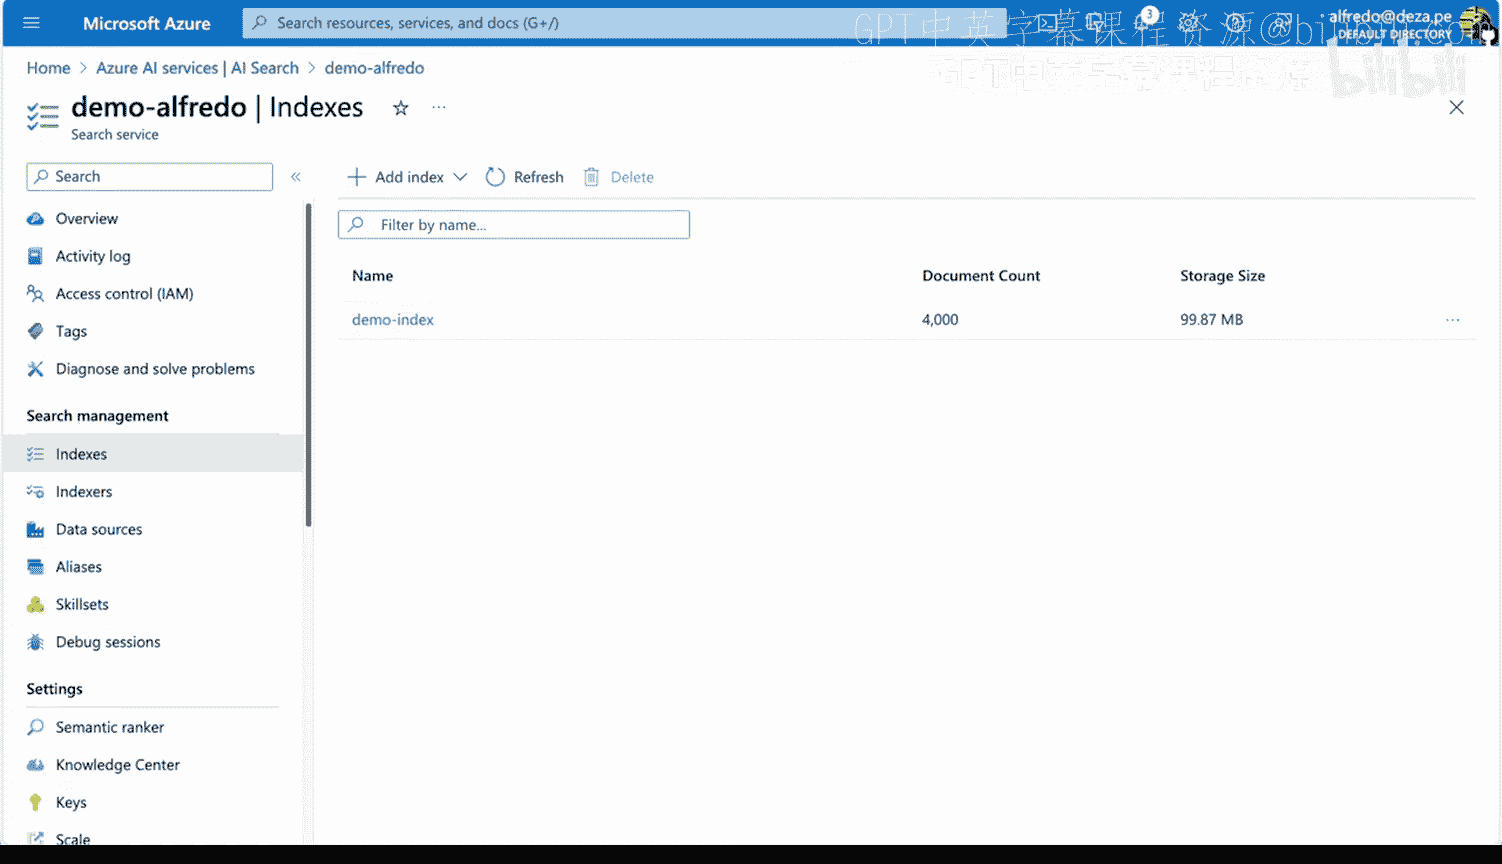 Microsoft Azure
Search resources, services, and docs (G+/)
3
alfredo@deza.pe
DEFAULT DIRECTORY
GPT中英字幕课程资源@bilibili.co
bilibili
Home > Azure AI services | AI Search > demo-alfredo
demo-alfredo | Indexes
Search service
Search
«
Add index
Refresh
Delete
Overview
Activity log
Access control (IAM)
Tags
Diagnose and solve problems
Search management
Indexes
Indexers
Data sources
Aliases
Skillsets
Debug sessions
Settings
Semantic ranker
Knowledge Center
Keys
Scale
Filter by name...
Name Document Count Storage Size
demo-index 4,000 99.87 MB